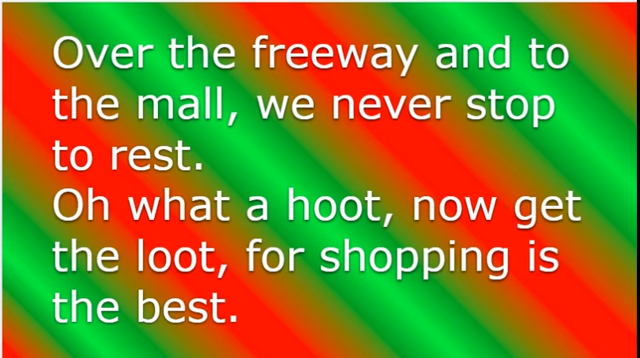 Over the freeway and to
the mall, we never stop
to rest.
Oh what a hoot, now get
the loot, for shopping is
the best.